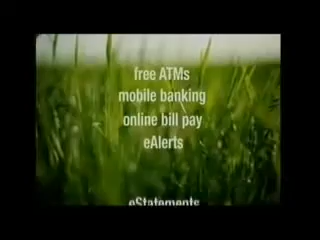 free ATMs
mobile banking
online bill pay
eAlerts
eStatements